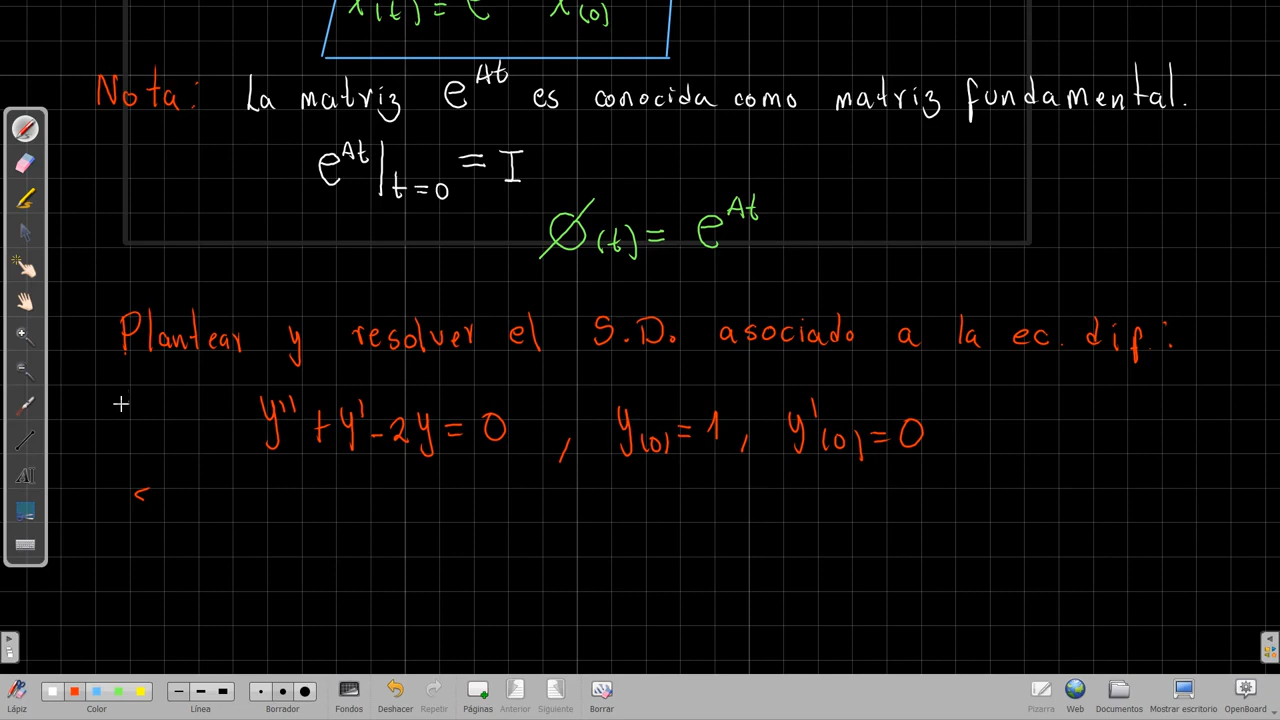 x(t) = e x(0)
Nota: La matriz e^At es conocida como matriz fundamental.
e^At|t=0 = I
Ø(t) = e^At
Plantear y resolver el S.D. asociado a la ec. dif.:
y'' + y' - 2y = 0 , y(0) = 1 , y'(0) = 0
Lápiz
Color
Línea
Borrador
Fondos
Deshacer
Repetir
Páginas
Anterior
Siguiente
Borrar
Pizarra
Web
Documentos
Mostrar escritorio
OpenBoard